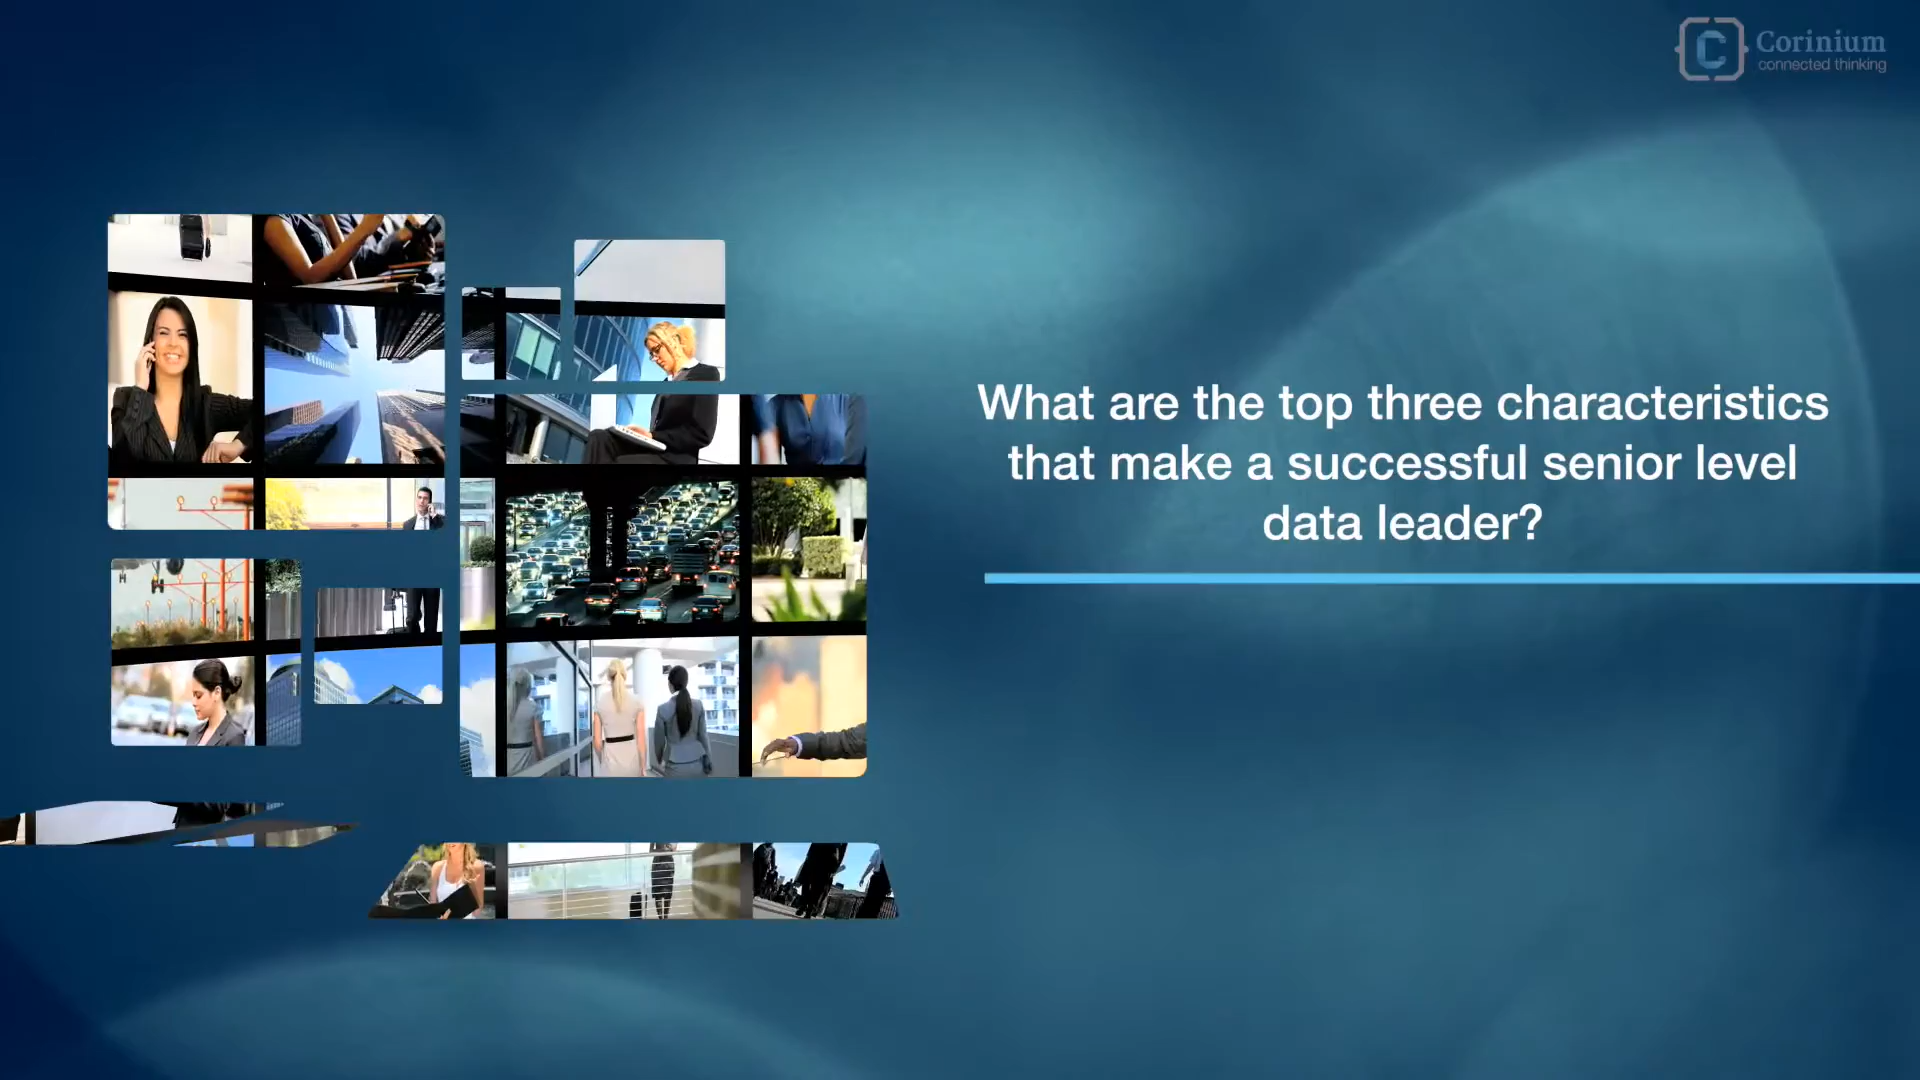 Corinium
connected thinking
What are the top three characteristics
that make a successful senior level
data leader?